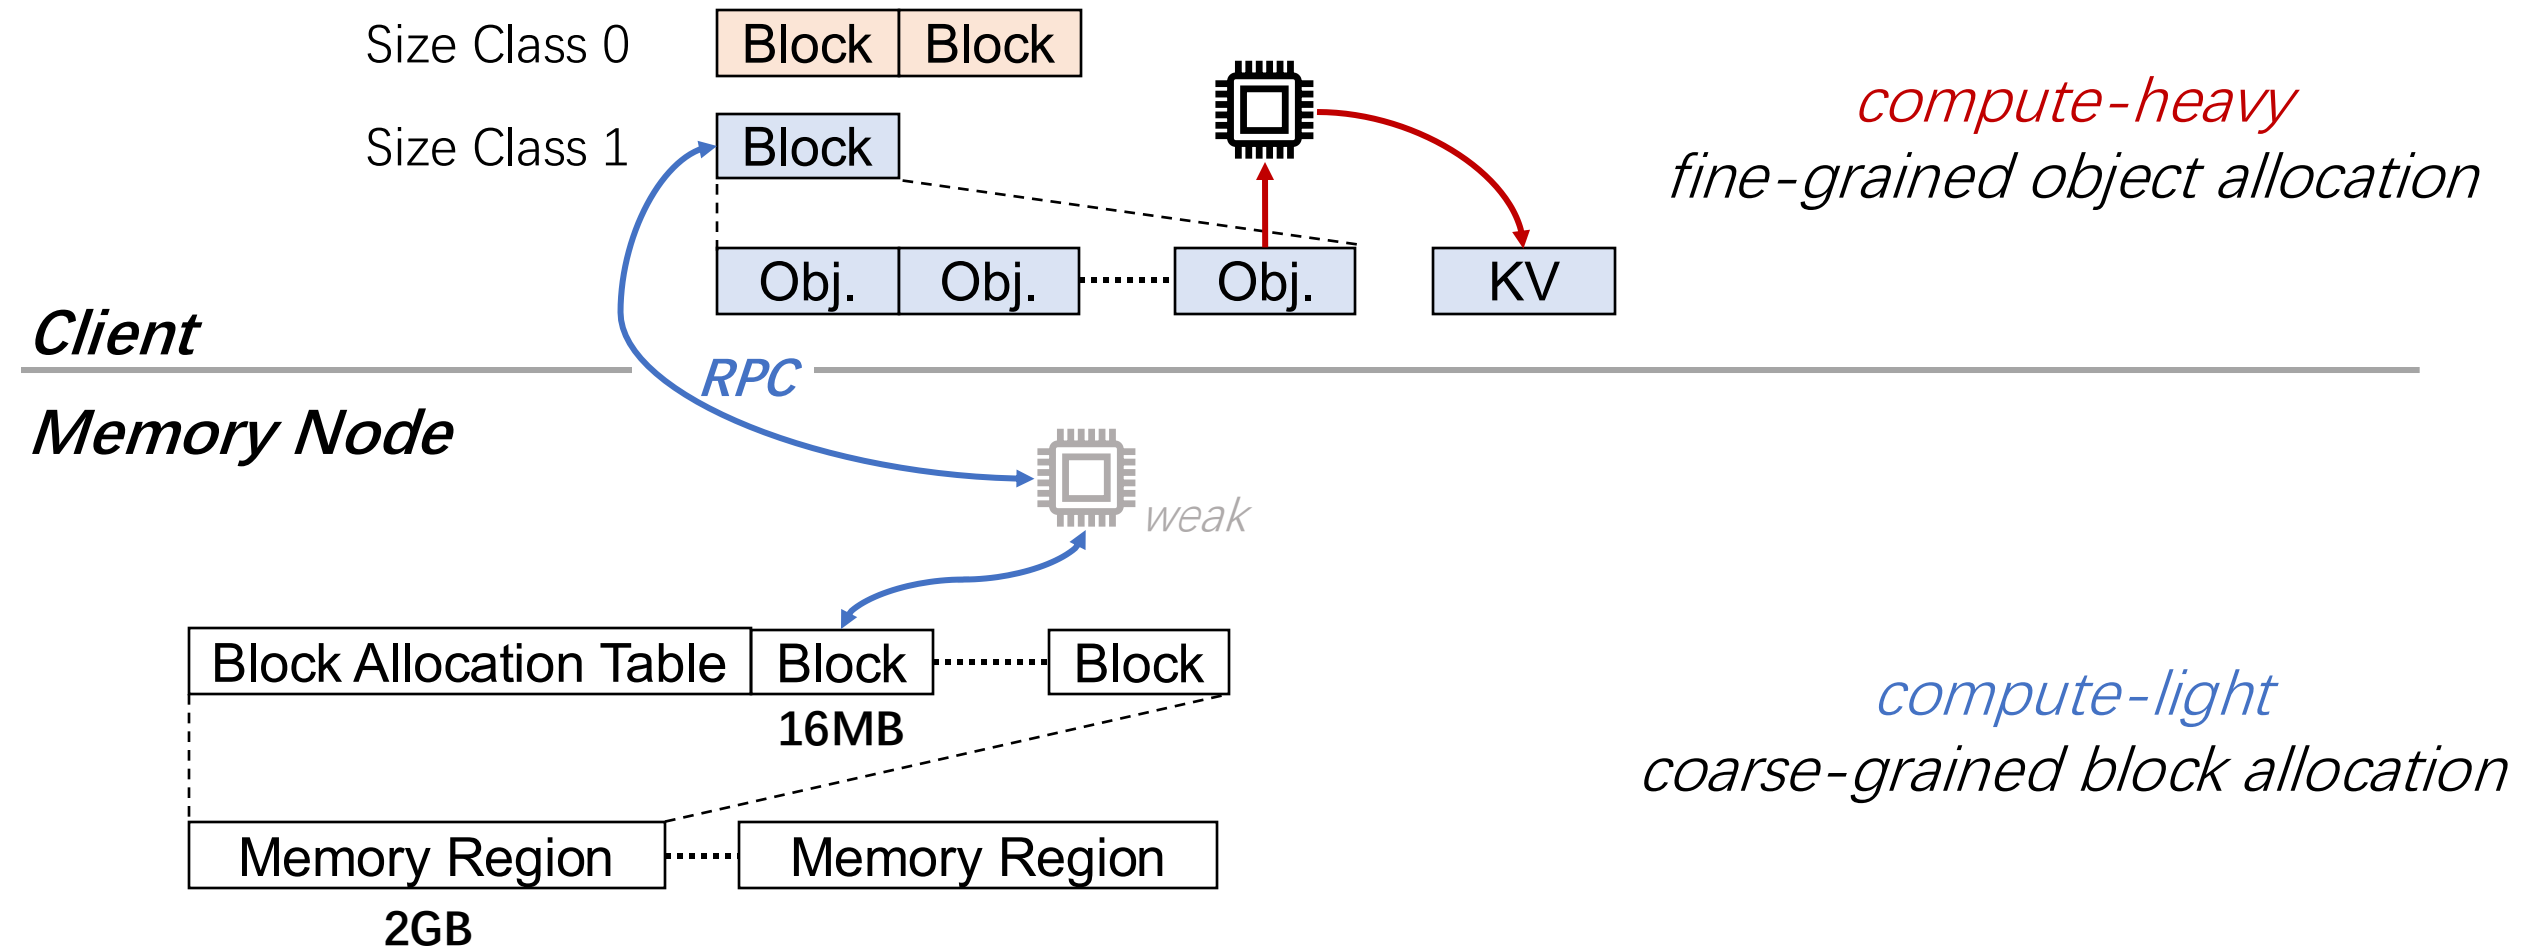 Size Class 0
Block Block
Size Class 1
Block
compute-heavy
fine-grained object allocation
Obj. Obj. Obj. KV
Client
RPC
Memory Node
weak
Block Allocation Table Block Block
16MB
compute-light
coarse-grained block allocation
Memory Region Memory Region
2GB